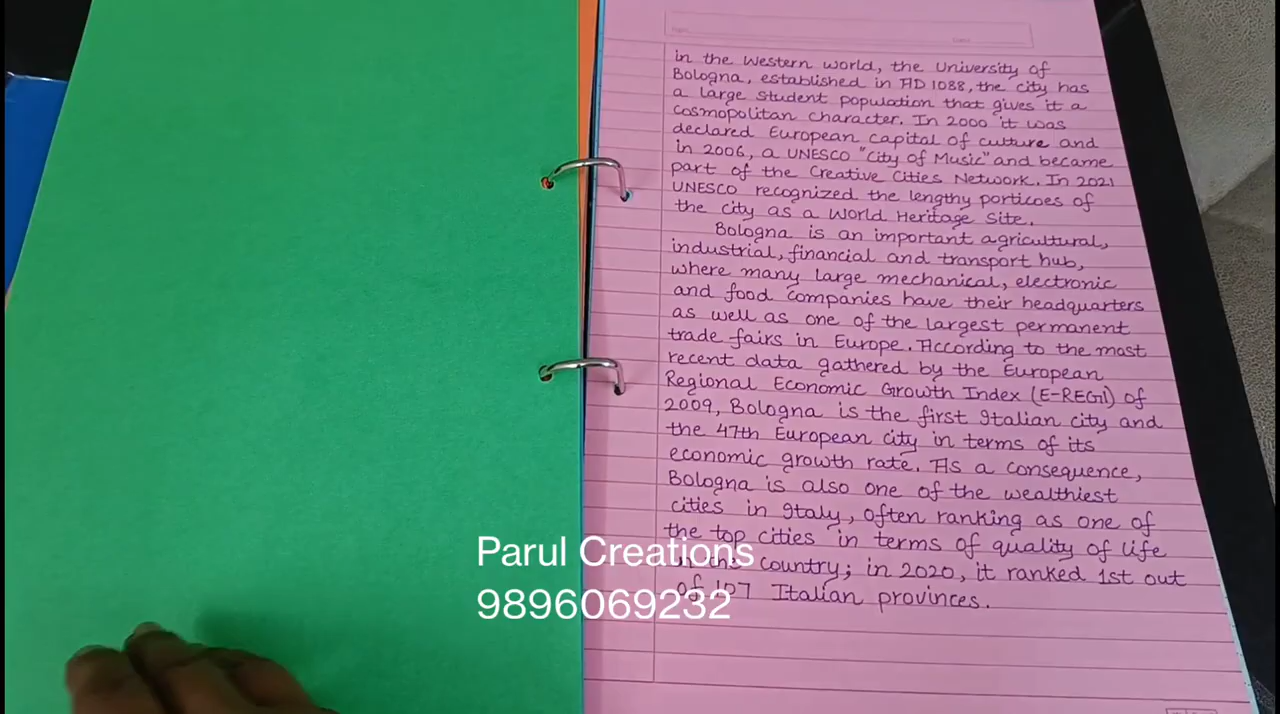 in the Western world, the University of
Bologna, established in AD 1088, the city has
a large student population that gives it a
cosmopolitan character. In 2000 it was
declared European capital of culture and
in 2006, a UNESCO "City of Music" and became
part of the Creative Cities Network. In 2021
UNESCO recognized the lengthy porticoes of
the city as a World Heritage Site.
Bologna is an important agricultural,
industrial, financial and transport hub,
where many large mechanical, electronic
and food companies have their headquarters
as well as one of the largest permanent
trade fairs in Europe. According to the most
recent data gathered by the European
Regional Economic Growth Index (E-REGI) of
2009, Bologna is the first Italian city and
the 47th European city in terms of its
economic growth rate. As a consequence,
Bologna is also one of the wealthiest
cities in Italy, often ranking as one of
the top cities in terms of quality of life
in the country; in 2020, it ranked 1st out
of 107 Italian provinces.
Parul Creations
9896069232